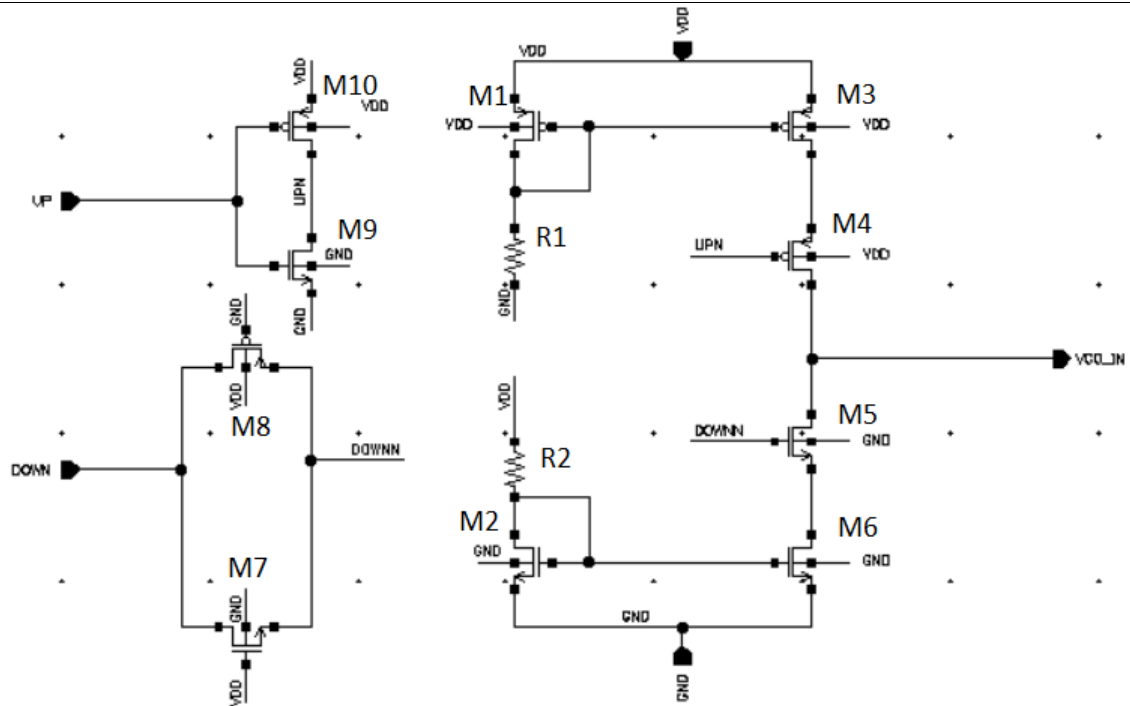 VDD
VDD
M10
VDD
VDD
M1
M3
VDD
VDD
UP
UPN
M9
GND
GND
R1
GND
UPN
M4
VDD
VCO_IN
GND
VDD
M8
DOWN
DOWNN
VDD
R2
DOWNN
M5
GND
M2
GND
M6
GND
M7
GND
VDD
GND
GND